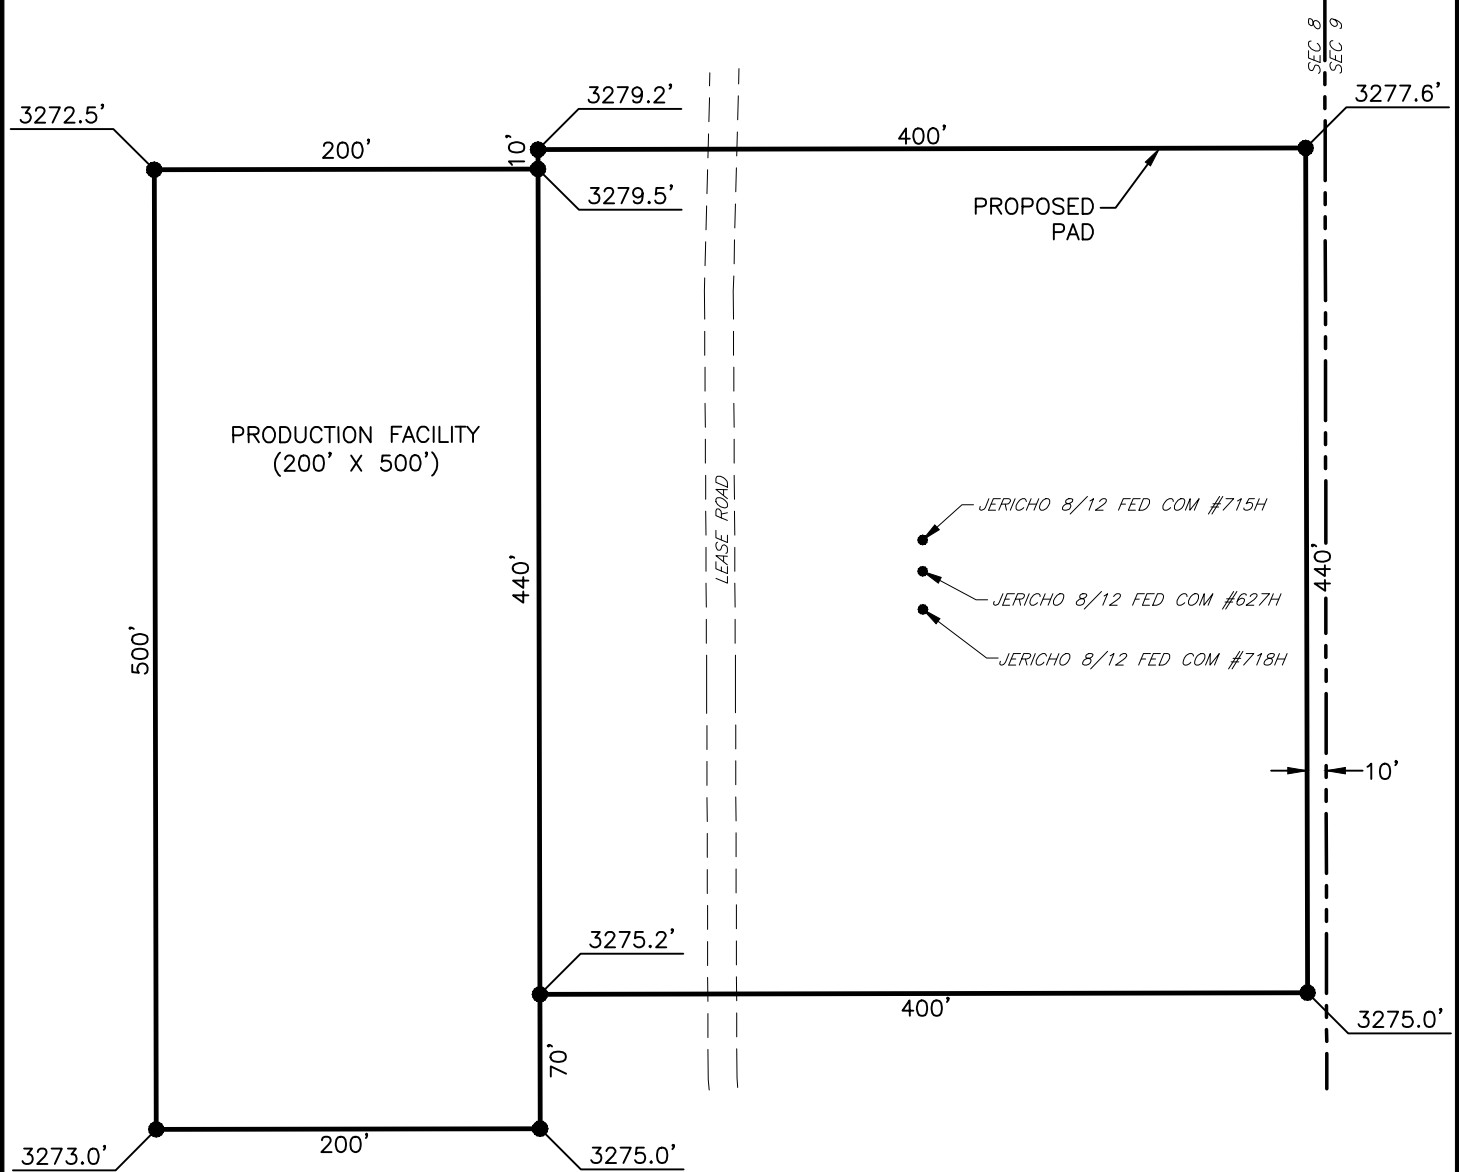 SEC 8
SEC 9
3272.5'
3279.2'
3277.6'
200'
10'
400'
3279.5'
PROPOSED
PAD
PRODUCTION FACILITY
(200' X 500')
LEASE ROAD
JERICHO 8/12 FED COM #715H
440'
440'
JERICHO 8/12 FED COM #627H
500'
JERICHO 8/12 FED COM #718H
10'
3275.2'
400'
3275.0'
70'
3273.0'
200'
3275.0'